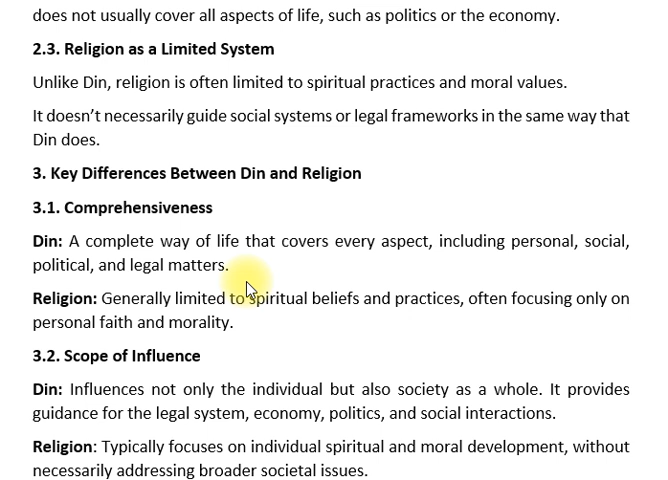 does not usually cover all aspects of life, such as politics or the economy.
2.3. Religion as a Limited System
Unlike Din, religion is often limited to spiritual practices and moral values.
It doesn’t necessarily guide social systems or legal frameworks in the same way that
Din does.
3. Key Differences Between Din and Religion
3.1. Comprehensiveness
Din: A complete way of life that covers every aspect, including personal, social,
political, and legal matters.
Religion: Generally limited to spiritual beliefs and practices, often focusing only on
personal faith and morality.
3.2. Scope of Influence
Din: Influences not only the individual but also society as a whole. It provides
guidance for the legal system, economy, politics, and social interactions.
Religion: Typically focuses on individual spiritual and moral development, without
necessarily addressing broader societal issues.